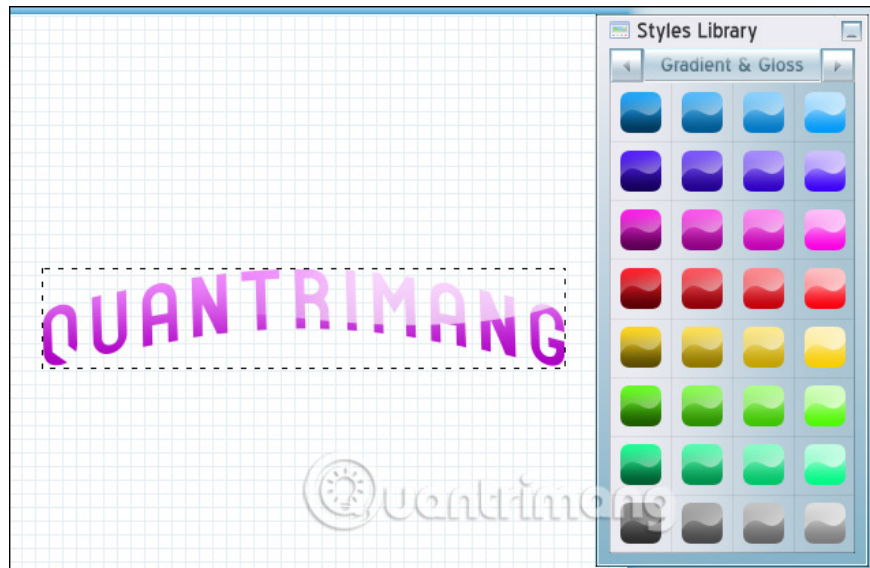 Styles Library
Gradient & Gloss
QUANTRIMANG
Quantrimang